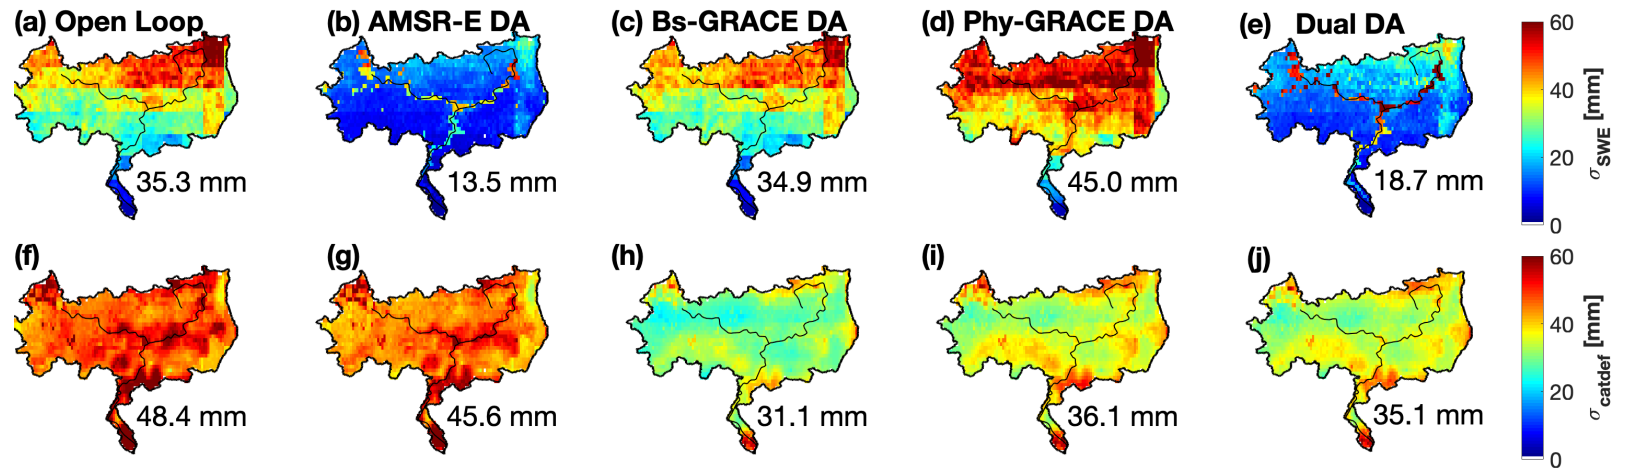 (a) Open Loop
(b) AMSR-E DA
(c) Bs-GRACE DA
(d) Phy-GRACE DA
(e) Dual DA
35.3 mm
13.5 mm
34.9 mm
45.0 mm
18.7 mm
60
40
20
0
σSWE [mm]
(f)
(g)
(h)
(i)
(j)
48.4 mm
45.6 mm
31.1 mm
36.1 mm
35.1 mm
60
40
20
0
σcatdef [mm]